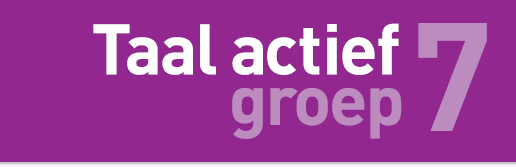 Taal actief
groep 7